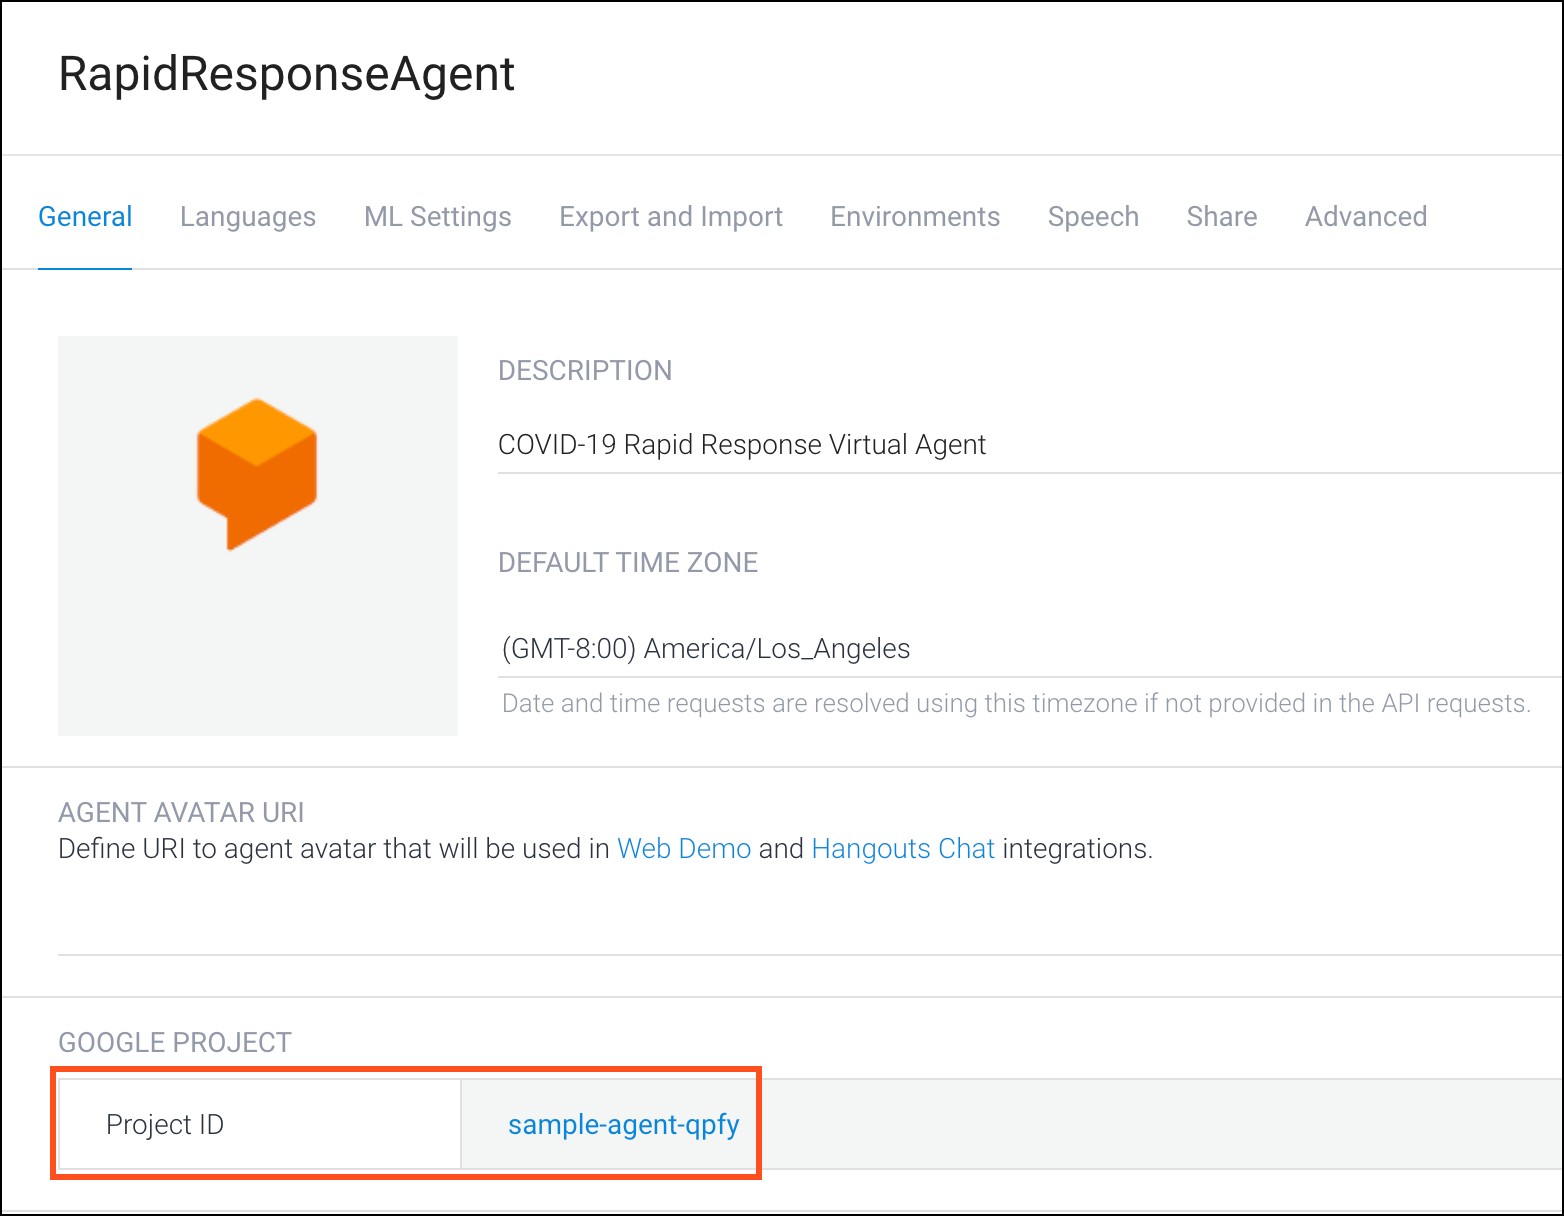 RapidResponseAgent
General Languages ML Settings Export and Import Environments Speech Share Advanced
DESCRIPTION
COVID-19 Rapid Response Virtual Agent
DEFAULT TIME ZONE
(GMT-8:00) America/Los_Angeles
Date and time requests are resolved using this timezone if not provided in the API requests.
AGENT AVATAR URI
Define URI to agent avatar that will be used in Web Demo and Hangouts Chat integrations.
GOOGLE PROJECT
Project ID sample-agent-qpfy